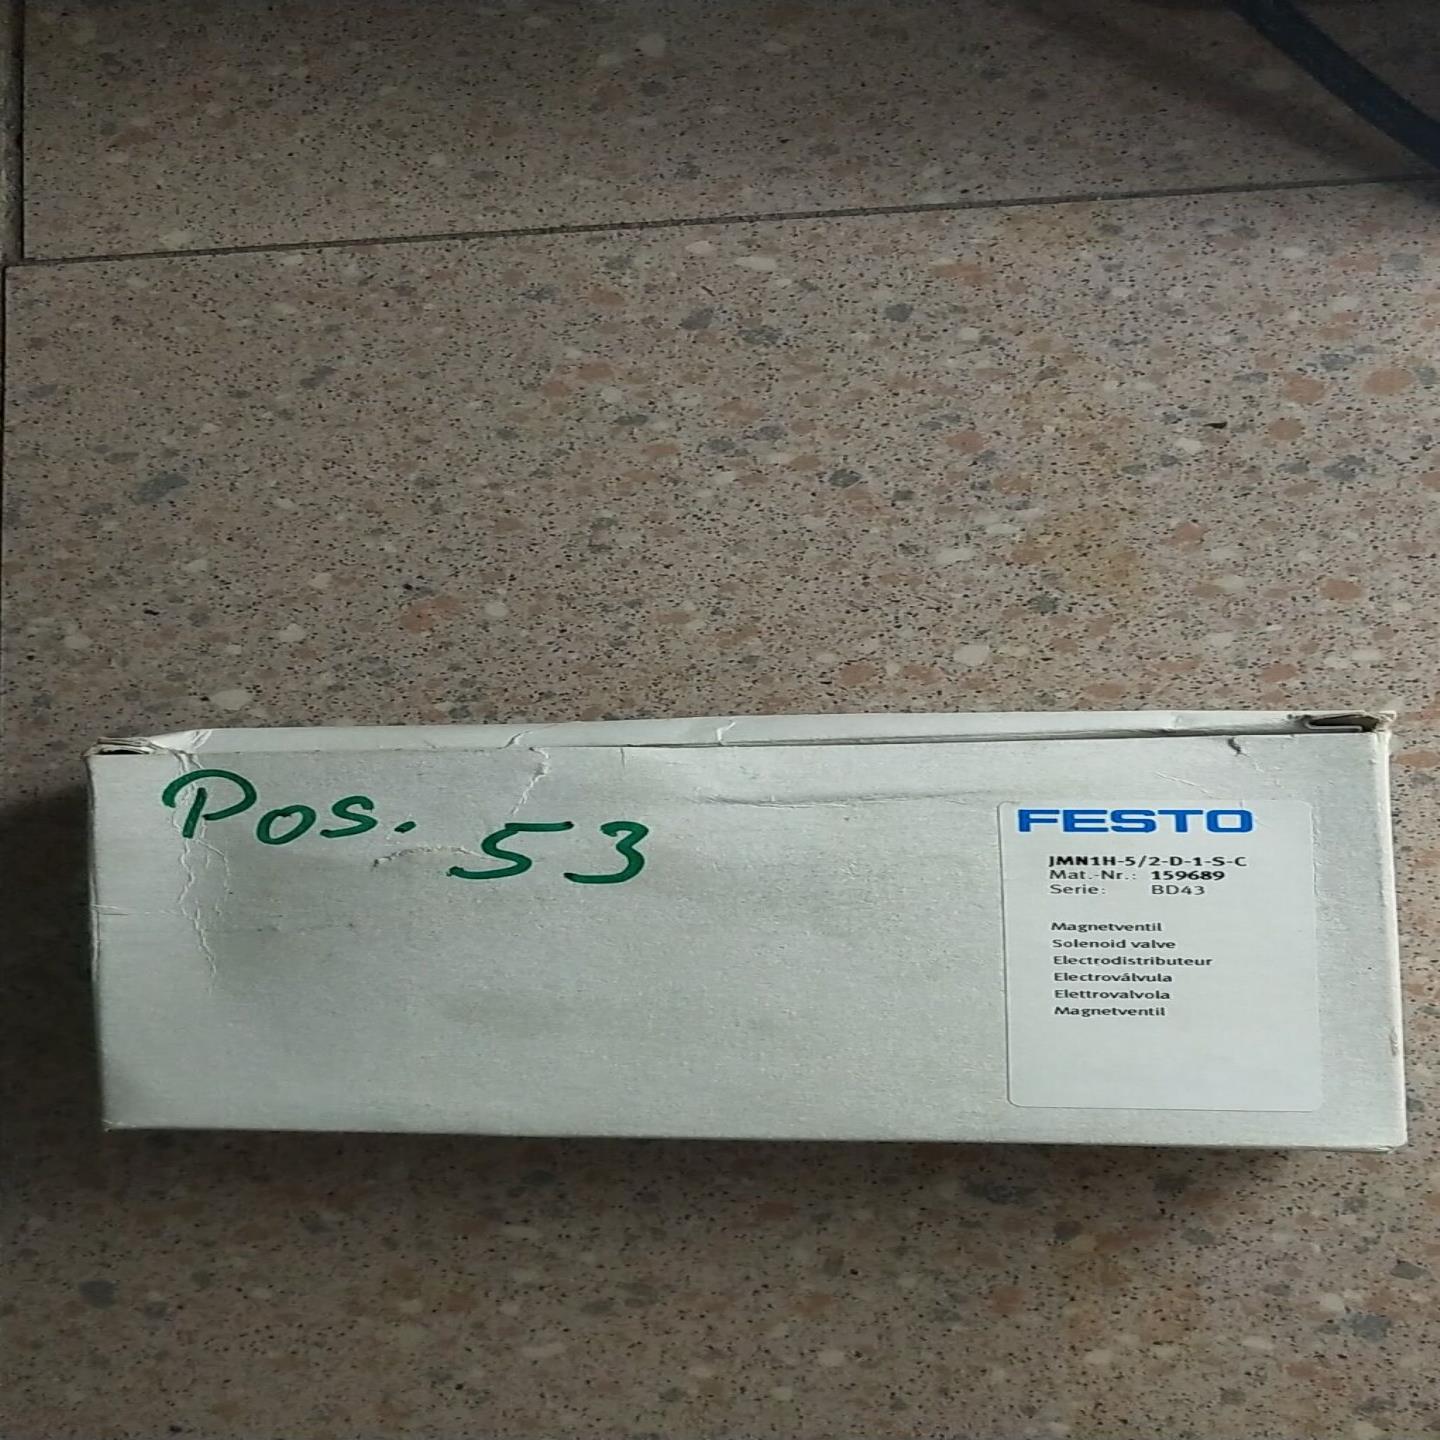 Pos. 53
FESTO
JMN1H-5/2-D-1-S-C
Mat.-Nr.: 159689
Serie: BD43
Magnetventil
Solenoid valve
Electrodistributeur
Electroválvula
Elettrovalvola
Magnetventil